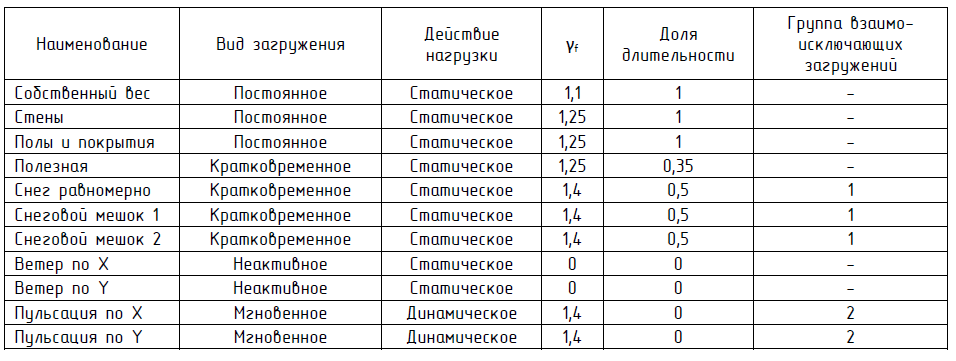 Наименование Вид загружения Действие нагрузки γf Доля длительности Группа взаимо-исключающих загружений
Собственный вес Постоянное Статическое 1,1 1 -
Стены Постоянное Статическое 1,25 1 -
Полы и покрытия Постоянное Статическое 1,25 1 -
Полезная Кратковременное Статическое 1,25 0,35 -
Снег равномерно Кратковременное Статическое 1,4 0,5 1
Снеговой мешок 1 Кратковременное Статическое 1,4 0,5 1
Снеговой мешок 2 Кратковременное Статическое 1,4 0,5 1
Ветер по X Неактивное Статическое 0 0 -
Ветер по Y Неактивное Статическое 0 0 -
Пульсация по X Мгновенное Динамическое 1,4 0 2
Пульсация по Y Мгновенное Динамическое 1,4 0 2